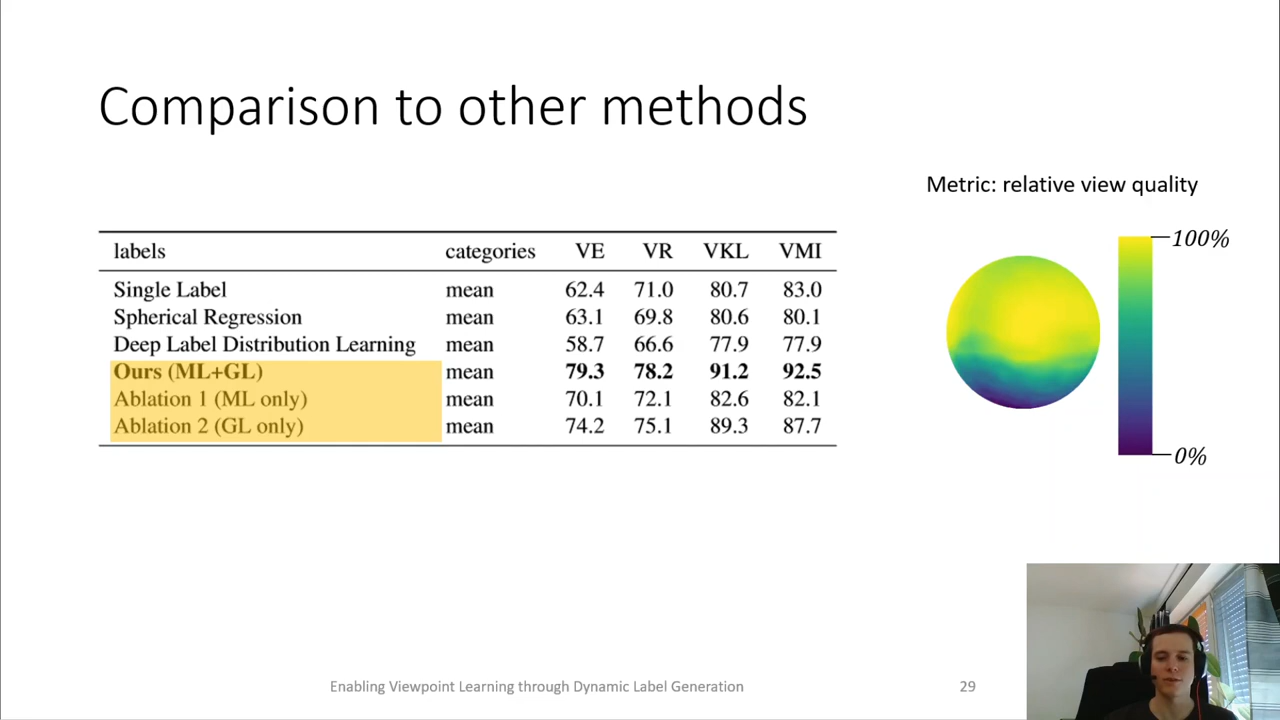 Comparison to other methods
Metric: relative view quality
labels categories VE VR VKL VMI
Single Label mean 62.4 71.0 80.7 83.0
Spherical Regression mean 63.1 69.8 80.6 80.1
Deep Label Distribution Learning mean 58.7 66.6 77.9 77.9
Ours (ML+GL) mean 79.3 78.2 91.2 92.5
Ablation 1 (ML only) mean 70.1 72.1 82.6 82.1
Ablation 2 (GL only) mean 74.2 75.1 89.3 87.7
100%
0%
Enabling Viewpoint Learning through Dynamic Label Generation 29